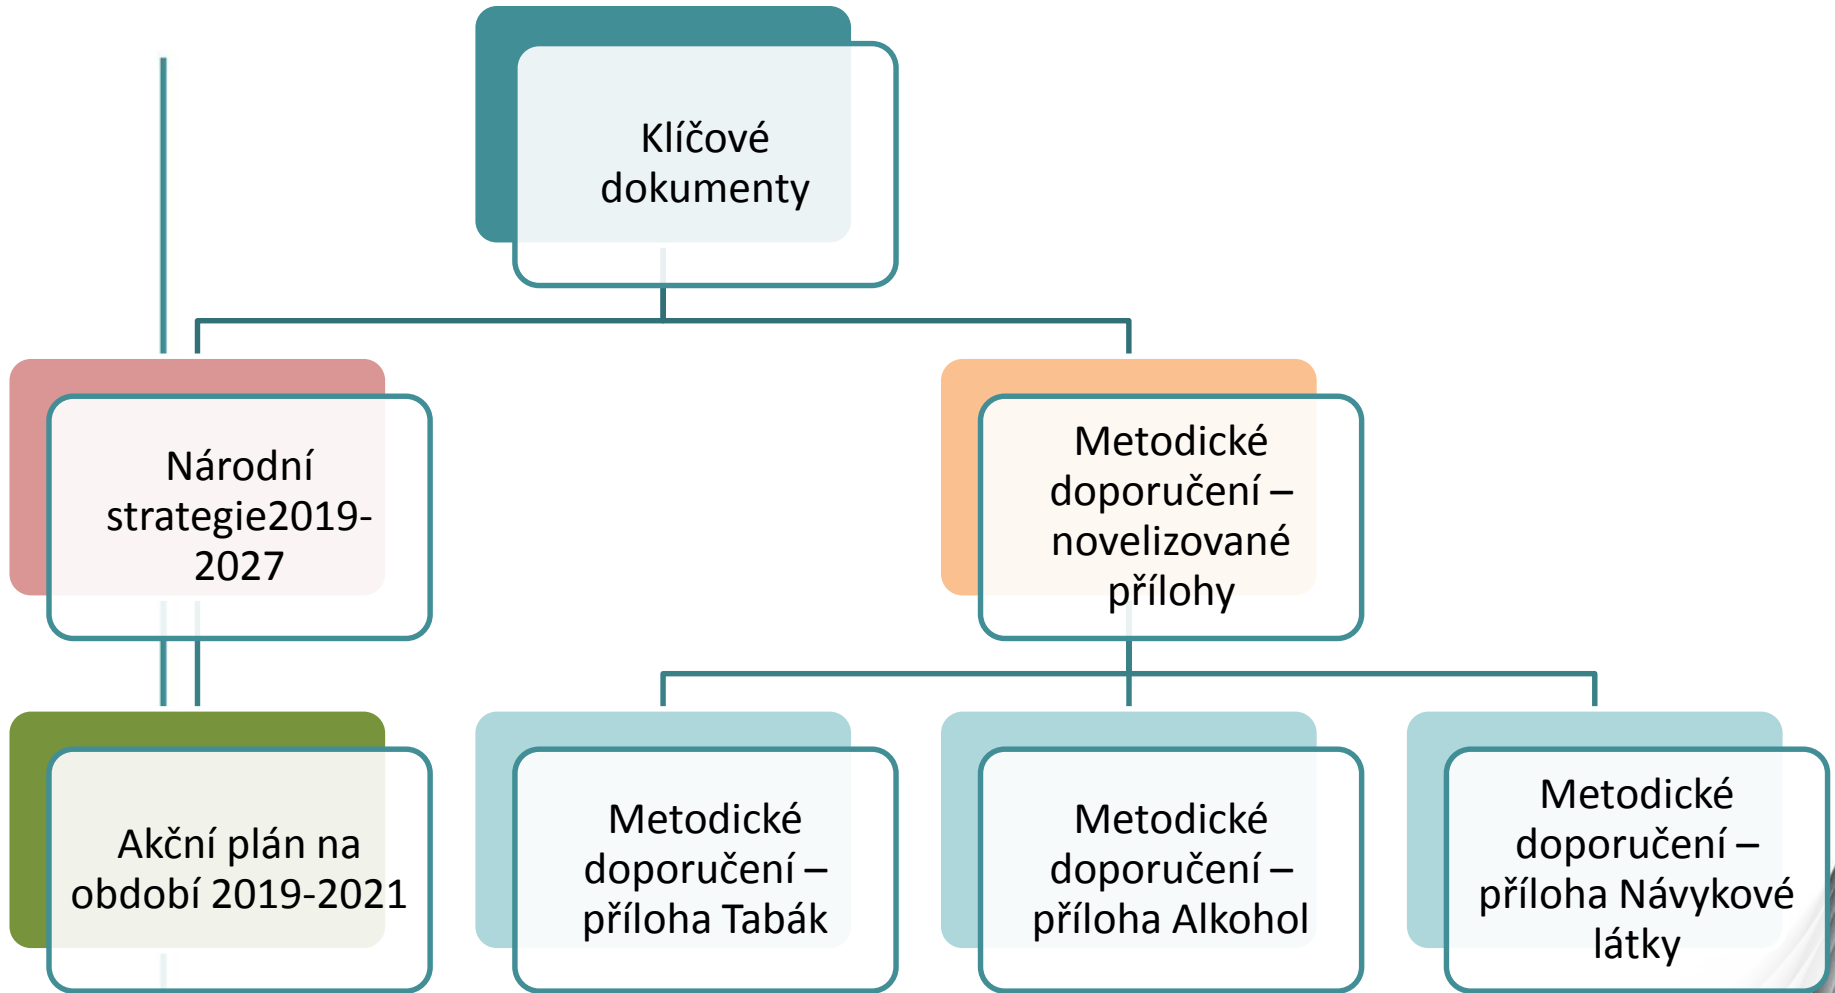 Klíčové
dokumenty
Národní
strategie2019-
2027
Metodické
doporučení –
novelizované
přílohy
Akční plán na
období 2019-2021
Metodické
doporučení –
příloha Tabák
Metodické
doporučení –
příloha Alkohol
Metodické
doporučení –
příloha Návykové
látky